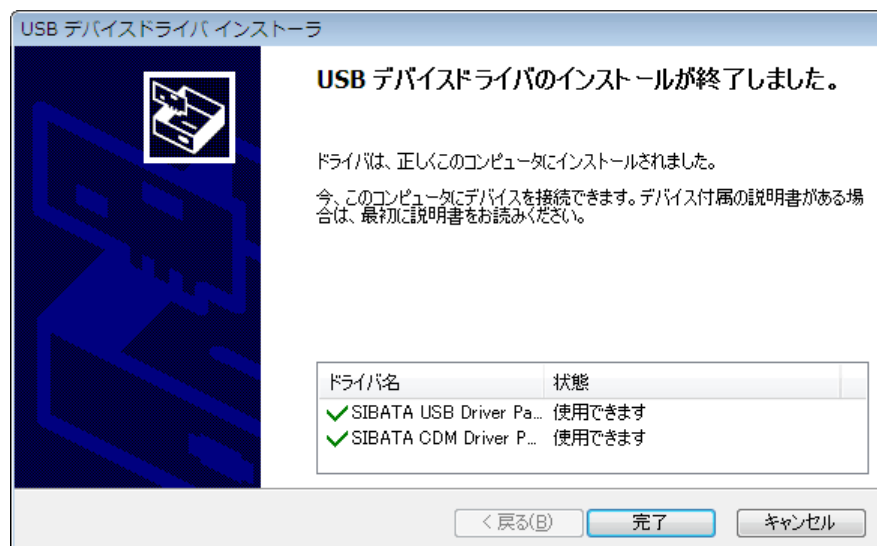 USB デバイスドライバ インストーラ
USB デバイスドライバのインストールが終了しました。
ドライバは、正しくこのコンピュータにインストールされました。
今、このコンピュータにデバイスを接続できます。デバイス付属の説明書がある場
合は、最初に説明書をお読みください。
ドライバ名 状態
SIBATA USB Driver Pa... 使用できます
SIBATA CDM Driver P... 使用できます
< 戻る(B) 完了 キャンセル